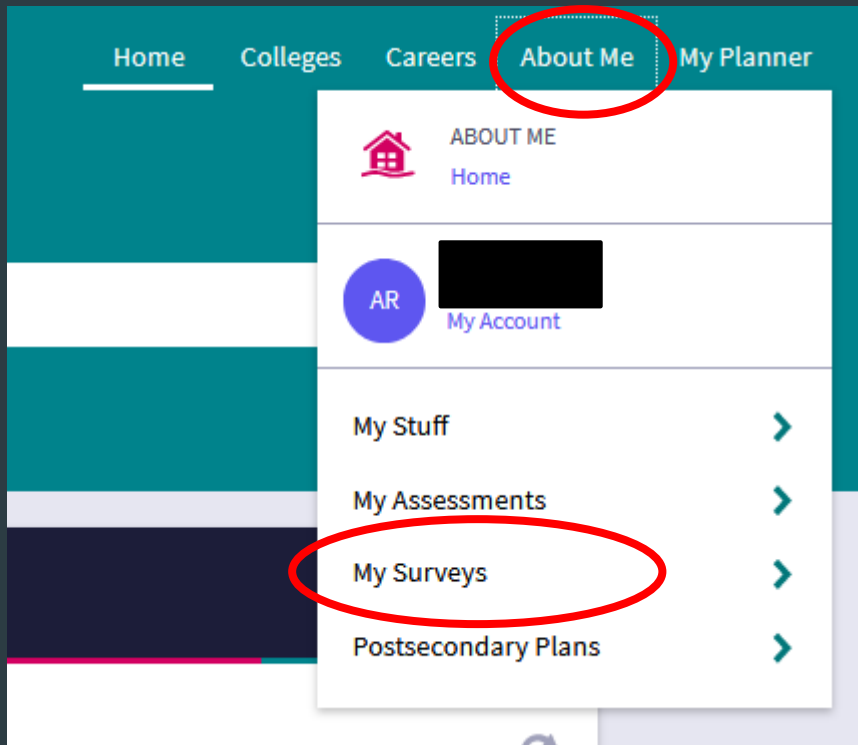 Home Colleges Careers About Me My Planner
ABOUT ME
Home
AR
My Account
My Stuff
My Assessments
My Surveys
Postsecondary Plans